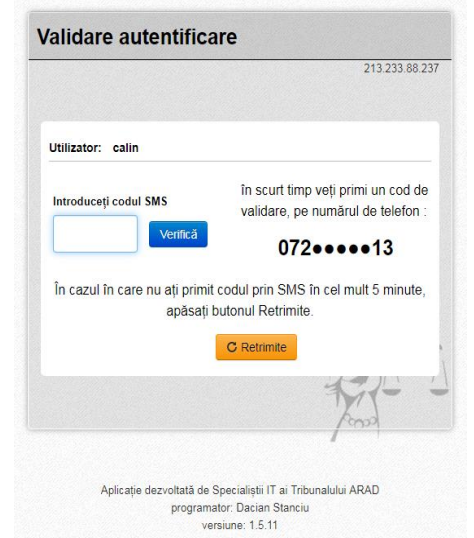 Validare autentificare
213.233.88.237
Utilizator: calin
Introduceți codul SMS
Verifică
în scurt timp veți primi un cod de
validare, pe numărul de telefon :
072●●●●●13
În cazul în care nu ați primit codul prin SMS în cel mult 5 minute,
apăsați butonul Retrimite.
Retrimite
Aplicație dezvoltată de Specialiștii IT ai Tribunalului ARAD
programator: Dacian Stanciu
versiune: 1.5.11